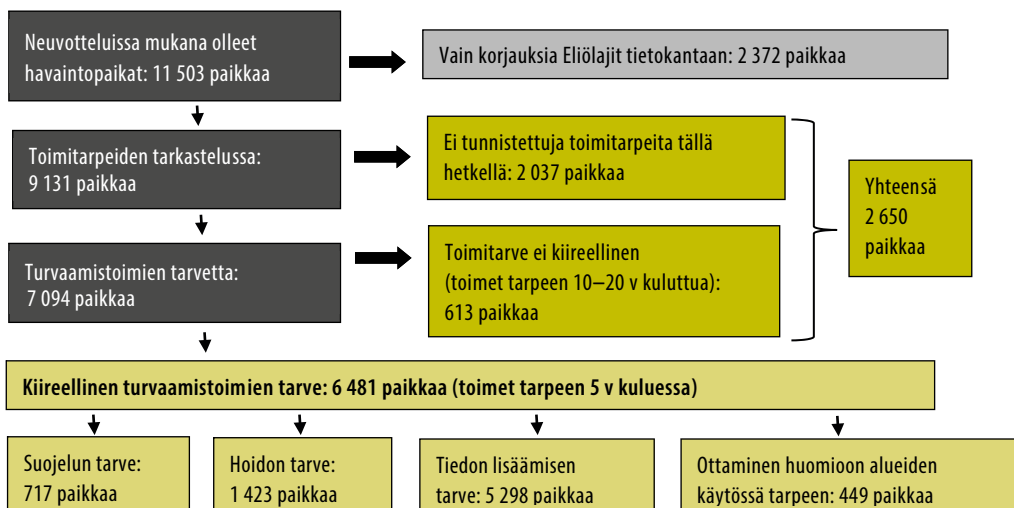 Neuvotteluissa mukana olleet
havaintopaikat: 11 503 paikkaa
Vain korjauksia Eliölajit tietokantaan: 2 372 paikkaa
Toimitarpeiden tarkastelussa:
9 131 paikkaa
Ei tunnistettuja toimitarpeita tällä
hetkellä: 2 037 paikkaa
Yhteensä
2 650
paikkaa
Turvaamistoimien tarvetta:
7 094 paikkaa
Toimitarve ei kiireellinen
(toimet tarpeen 10–20 v kuluttua):
613 paikkaa
Kiireellinen turvaamistoimien tarve: 6 481 paikkaa (toimet tarpeen 5 v kuluessa)
Suojelun tarve:
717 paikkaa
Hoidon tarve:
1 423 paikkaa
Tiedon lisäämisen
tarve: 5 298 paikkaa
Ottaminen huomioon alueiden
käytössä tarpeen: 449 paikkaa